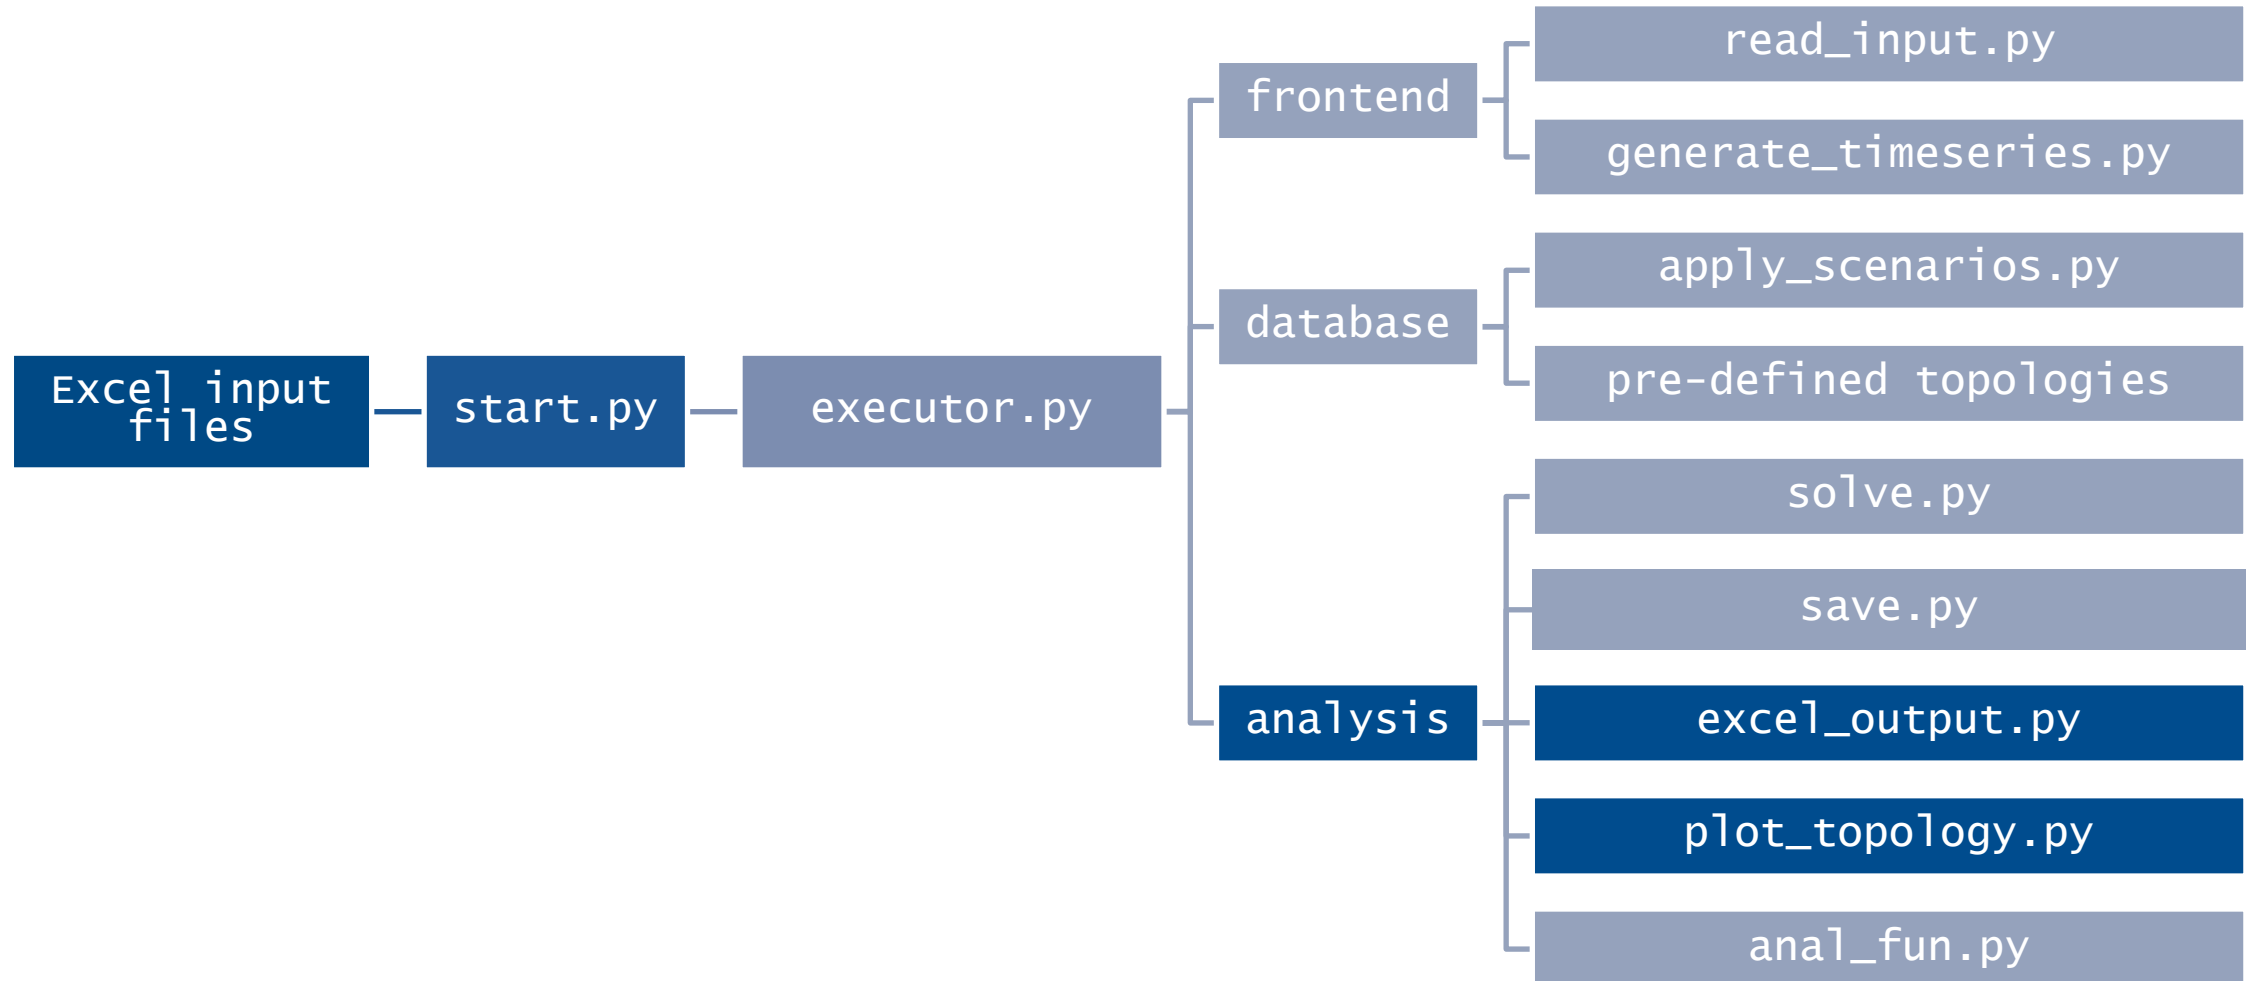 Excel input
files
start.py
executor.py
frontend
read_input.py
generate_timeseries.py
database
apply_scenarios.py
pre-defined topologies
analysis
solve.py
save.py
excel_output.py
plot_topology.py
anal_fun.py